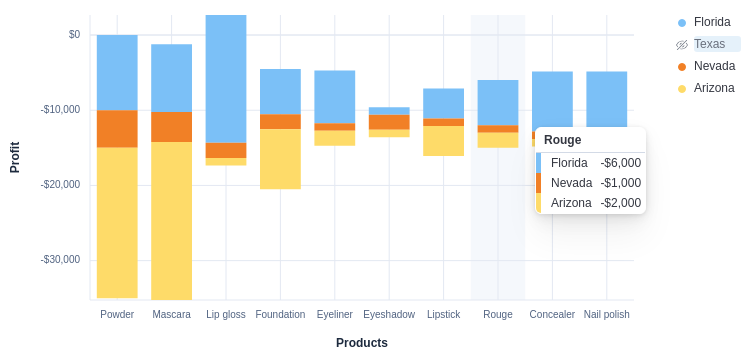 Florida
Texas
Nevada
Arizona
$0
-$10,000
-$20,000
-$30,000
Profit
Rouge
Florida -$6,000
Nevada -$1,000
Arizona -$2,000
Powder Mascara Lip gloss Foundation Eyeliner Eyeshadow Lipstick Rouge Concealer Nail polish
Products